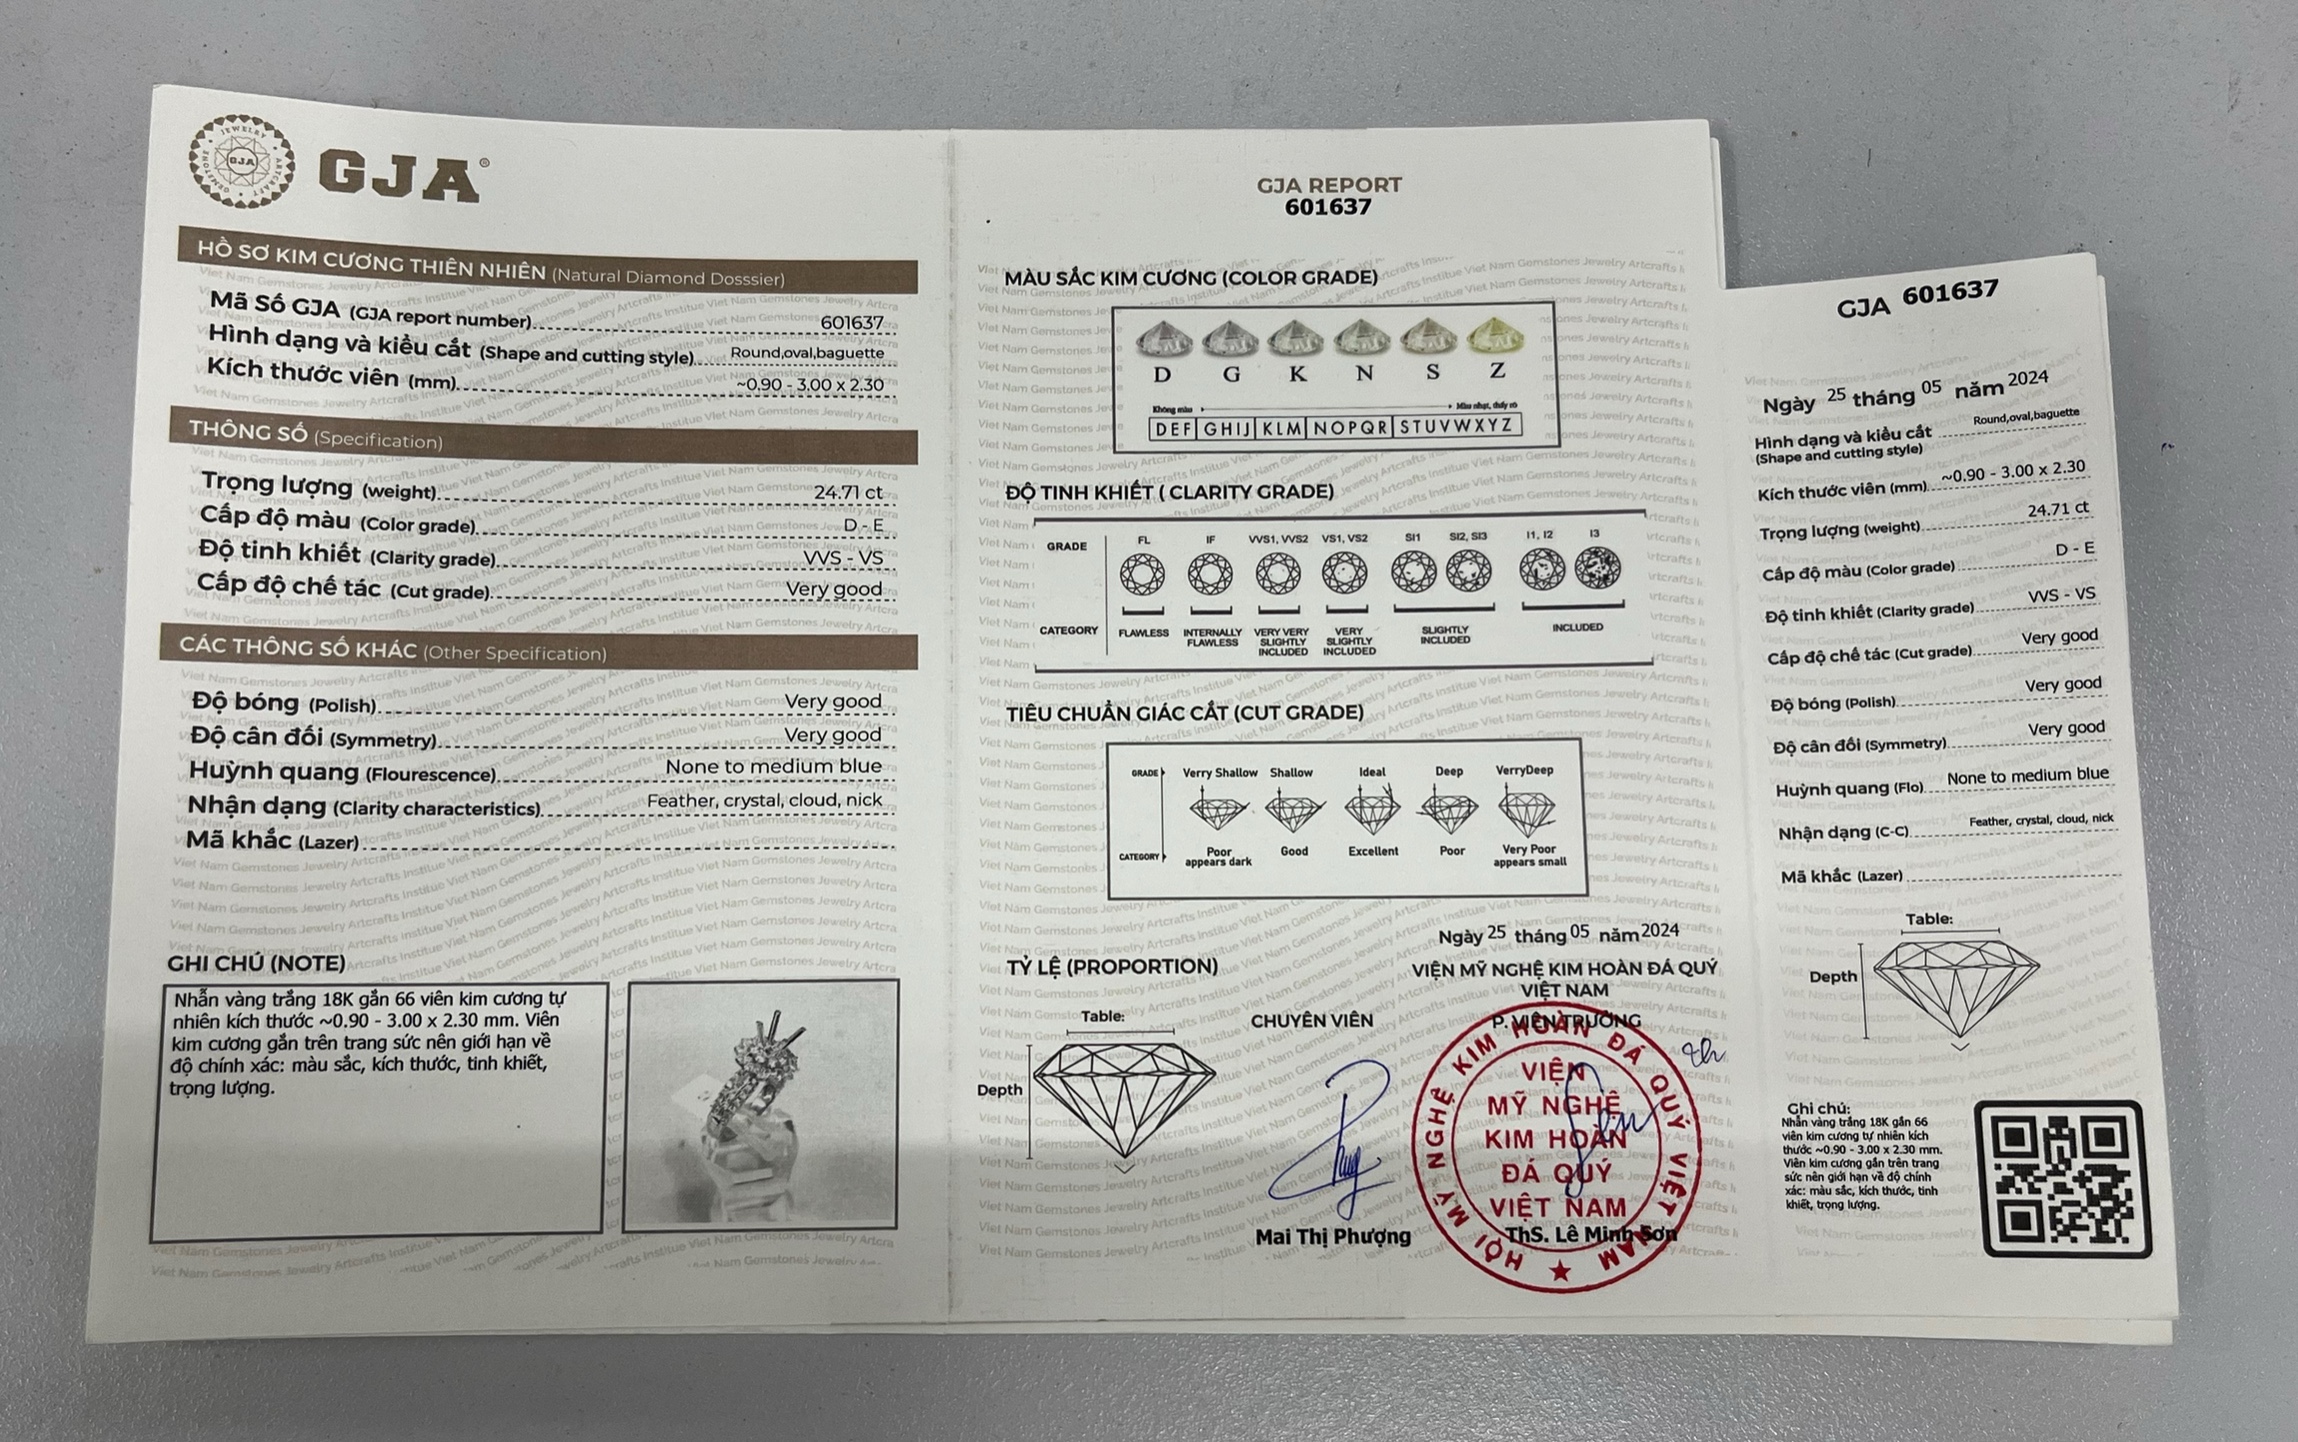 JEWELRY ARTCRAFT GEMSTONE
GJA
GJA®
HỒ SƠ KIM CƯƠNG THIÊN NHIÊN (Natural Diamond Dosssier)
Mã Số GJA (GJA report number) 601637
Hình dạng và kiểu cắt (Shape and cutting style) Round,oval,baguette
Kích thước viên (mm) ~0.90 - 3.00 x 2.30
THÔNG SỐ (Specification)
Trọng lượng (weight) 24.71 ct
Cấp độ màu (Color grade) D - E
Độ tinh khiết (Clarity grade) VVS - VS
Cấp độ chế tác (Cut grade) Very good
CÁC THÔNG SỐ KHÁC (Other Specification)
Độ bóng (Polish) Very good
Độ cân đối (Symmetry) Very good
Huỳnh quang (Flourescence) None to medium blue
Nhận dạng (Clarity characteristics) Feather, crystal, cloud, nick
Mã khắc (Lazer)
GHI CHÚ (NOTE)
Nhẫn vàng trắng 18K gắn 66 viên kim cương tự
nhiên kích thước ~0.90 - 3.00 x 2.30 mm. Viên
kim cương gắn trên trang sức nên giới hạn về
độ chính xác: màu sắc, kích thước, tinh khiết,
trọng lượng.
GJA REPORT
601637
MÀU SẮC KIM CƯƠNG (COLOR GRADE)
D G K N S Z
Không màu Màu nhạt, thấy rõ
DEF GHIJ KLM NOPQR STUVWXYZ
ĐỘ TINH KHIẾT ( CLARITY GRADE)
GRADE FL IF VVS1, VVS2 VS1, VS2 SI1 SI2, SI3 I1, I2 I3
CATEGORY FLAWLESS INTERNALLY FLAWLESS VERY VERY SLIGHTLY INCLUDED VERY SLIGHTLY INCLUDED SLIGHTLY INCLUDED INCLUDED
TIÊU CHUẨN GIÁC CẮT (CUT GRADE)
GRADE Verry Shallow Shallow Ideal Deep VerryDeep
CATEGORY Poor appears dark Good Excellent Poor Very Poor appears small
Ngày 25 tháng 05 năm 2024
TỶ LỆ (PROPORTION)
VIỆN MỸ NGHỆ KIM HOÀN ĐÁ QUÝ
VIỆT NAM
Table:
Depth
CHUYÊN VIÊN
P. VIỆN TRƯỞNG
HỘI MỸ NGHỆ KIM HOÀN ĐÁ QUÝ VIỆT NAM
VIỆN
MỸ NGHỆ
KIM HOÀN
ĐÁ QUÝ
VIỆT NAM
Mai Thị Phượng
ThS. Lê Minh Sơn
GJA 601637
Ngày 25 tháng 05 năm 2024
Hình dạng và kiểu cắt Round,oval,baguette
(Shape and cutting style)
Kích thước viên (mm) ~0.90 - 3.00 x 2.30
Trọng lượng (weight) 24.71 ct
Cấp độ màu (Color grade) D - E
Độ tinh khiết (Clarity grade) VVS - VS
Cấp độ chế tác (Cut grade) Very good
Độ bóng (Polish) Very good
Độ cân đối (Symmetry) Very good
Huỳnh quang (Flo) None to medium blue
Nhận dạng (C-C) Feather, crystal, cloud, nick
Mã khắc (Lazer)
Table:
Depth
Ghi chú:
Nhẫn vàng trắng 18K gắn 66
viên kim cương tự nhiên kích
thước ~0.90 - 3.00 x 2.30 mm.
Viên kim cương gắn trên trang
sức nên giới hạn về độ chính
xác: màu sắc, kích thước, tinh
khiết, trọng lượng.
Viet Nam Gemstones Jewelry Artcrafts Institue